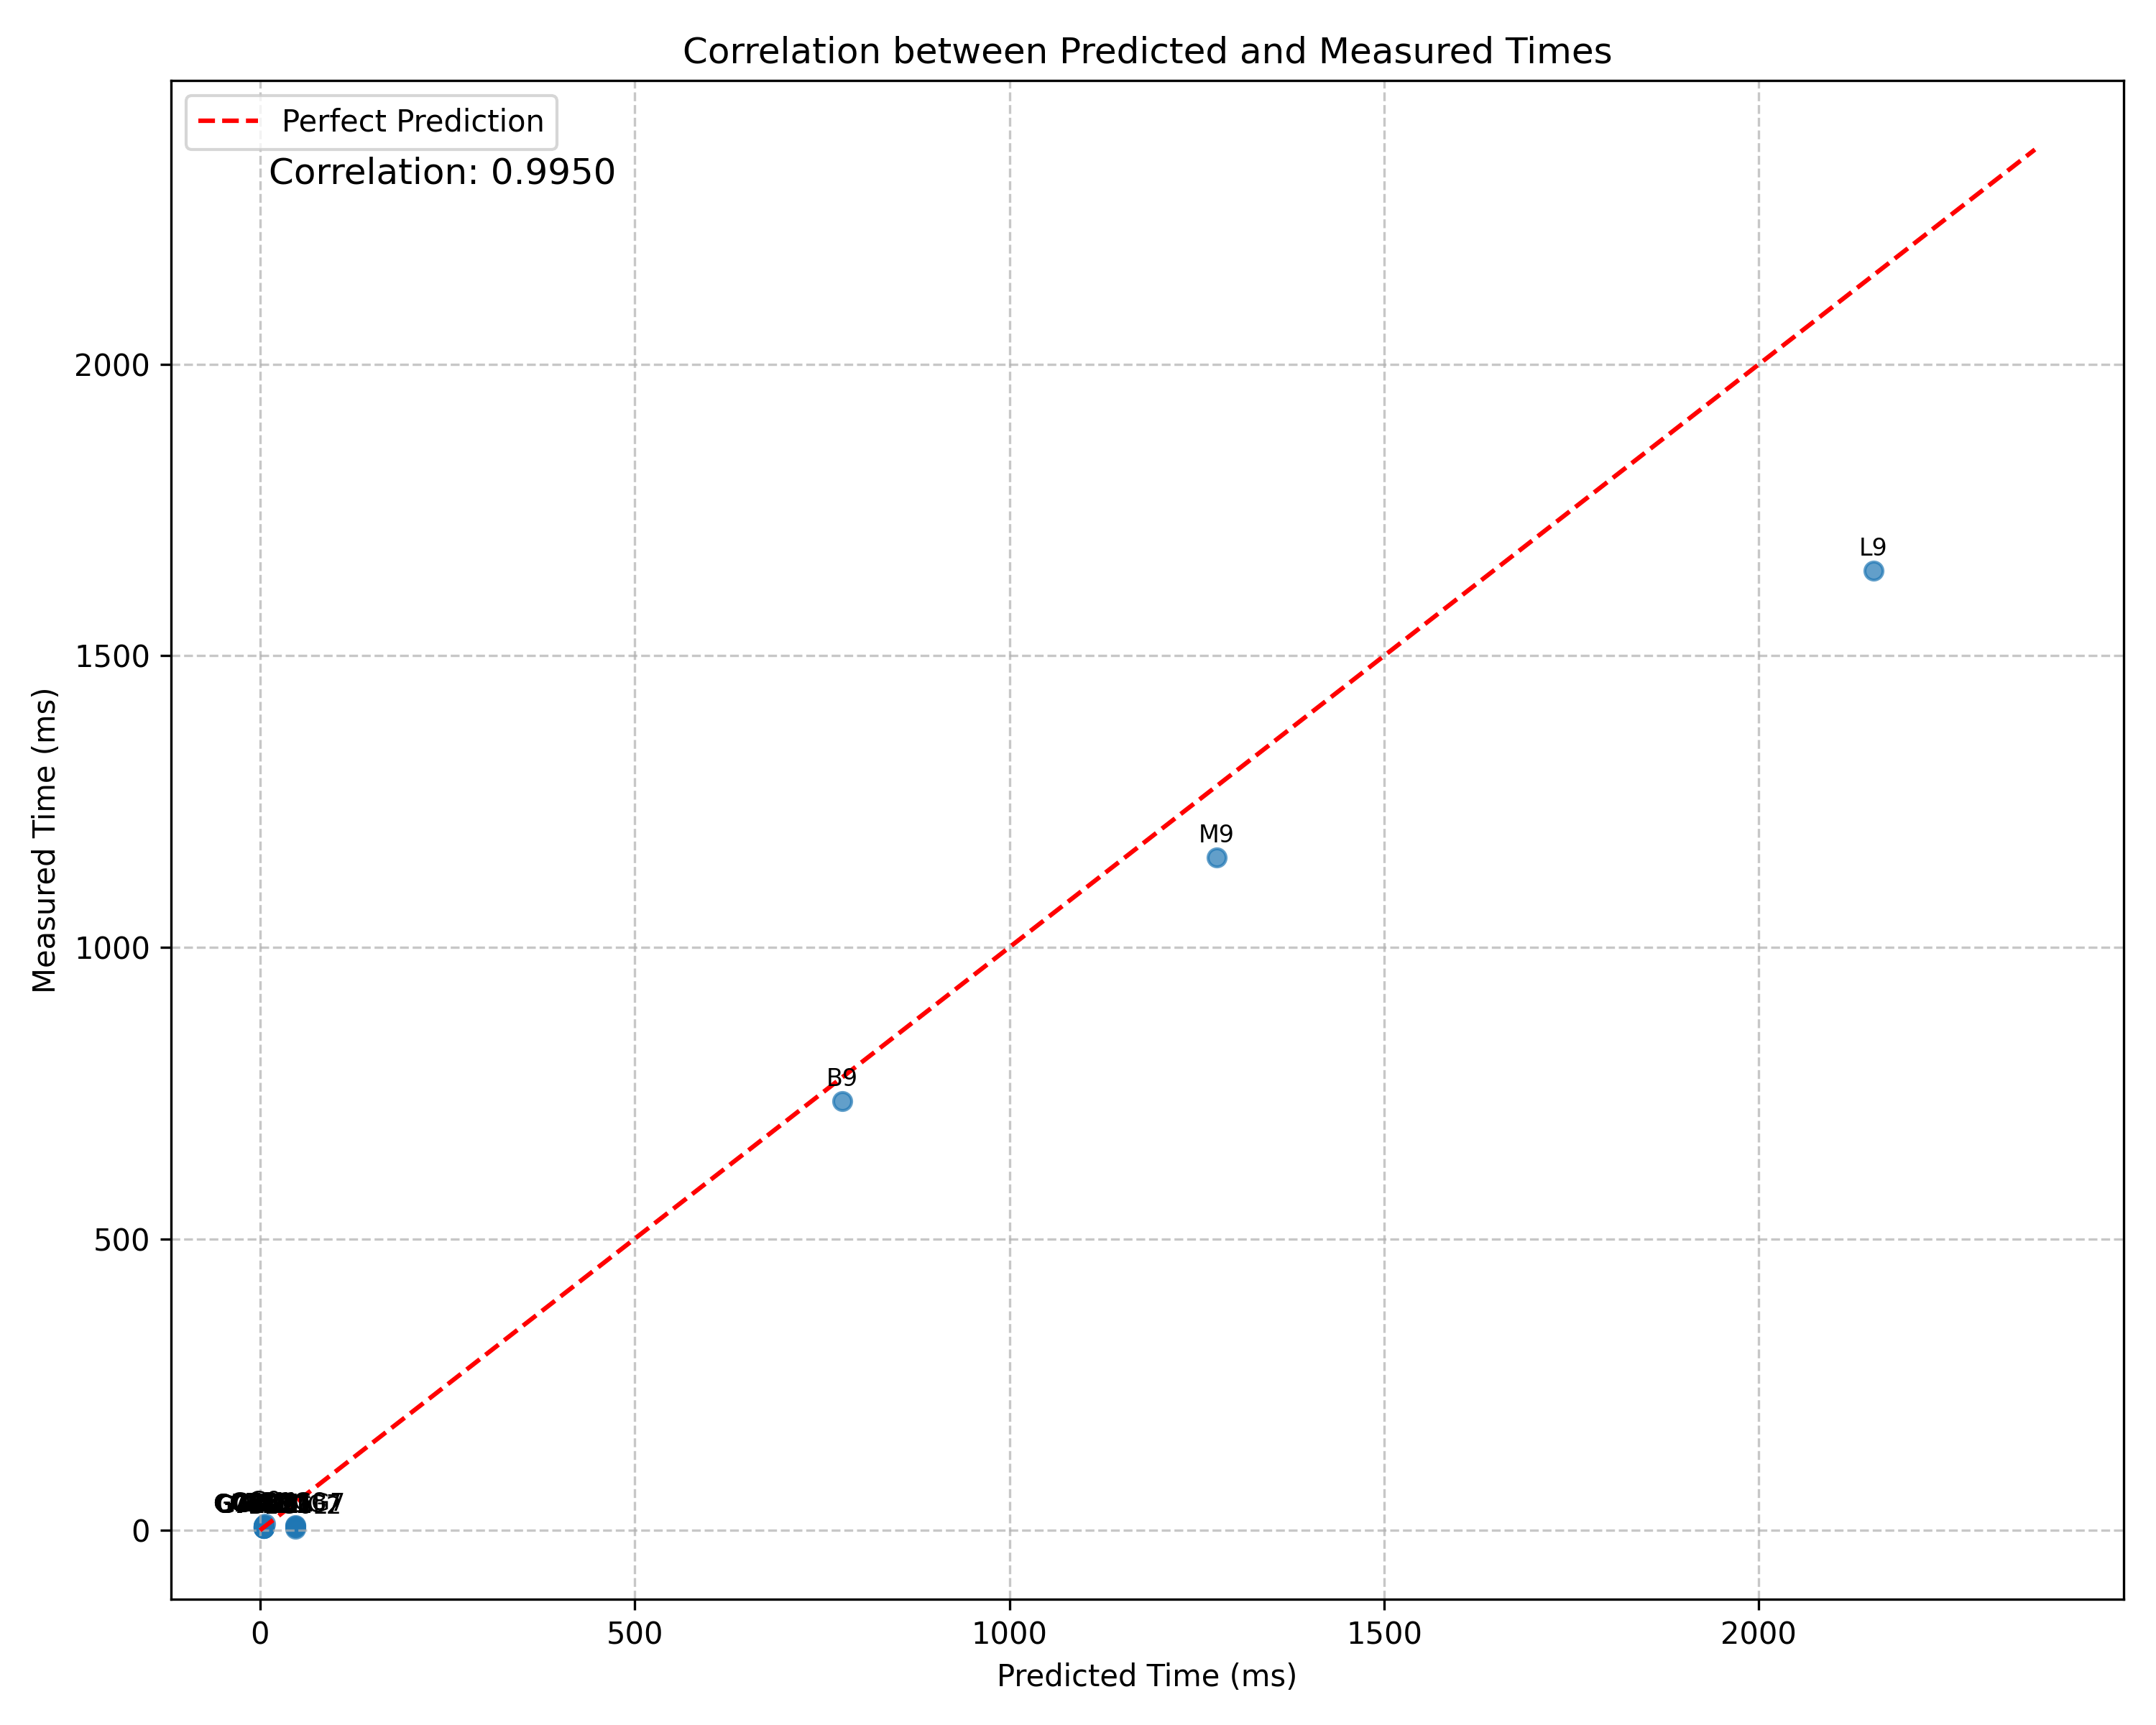 Correlation between Predicted and Measured Times
Perfect Prediction
Correlation: 0.9950
2000
1500
1000
500
0
Measured Time (ms)
L9
M9
B9
0
500
1000
1500
2000
Predicted Time (ms)